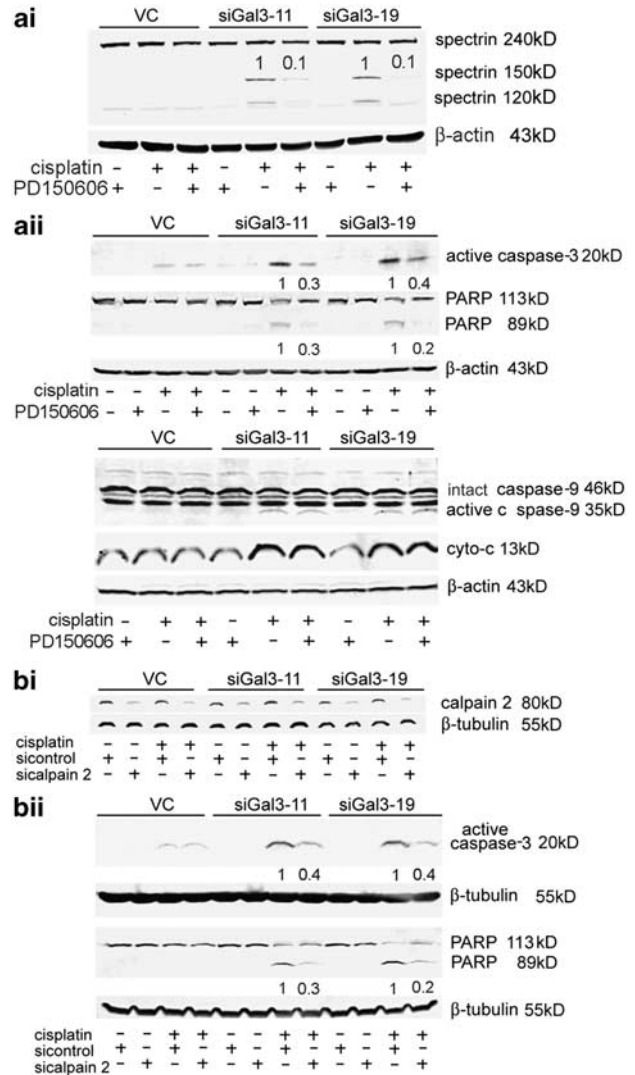 ai
VC siGal3-11 siGal3-19
spectrin 240kD
1 0.1 1 0.1
spectrin 150kD
spectrin 120kD
β-actin 43kD
cisplatin - + + - + + - + +
PD150606 + - + + - + + - +
aii
VC siGal3-11 siGal3-19
active caspase-3 20kD
1 0.3 1 0.4
PARP 113kD
PARP 89kD
1 0.3 1 0.2
β-actin 43kD
cisplatin - - + + - - + + - - + +
PD150606 - + - + - + - + - + - +
VC siGal3-11 siGal3-19
intact caspase-9 46kD
active c spase-9 35kD
cyto-c 13kD
β-actin 43kD
cisplatin - + + - + + - + +
PD150606 + - + + - + + - +
bi
VC siGal3-11 siGal3-19
calpain 2 80kD
β-tubulin 55kD
cisplatin - - + + - - + + - - + +
sicontrol + - + - + - + - + - + -
sicalpain 2 - + - + - + - + - + - +
bii
VC siGal3-11 siGal3-19
active
caspase-3 20kD
1 0.4 1 0.4
β-tubulin 55kD
PARP 113kD
PARP 89kD
1 0.3 1 0.2
β-tubulin 55kD
cisplatin - - + + - - + + - - + +
sicontrol + - + - + - + - + - + -
sicalpain 2 - + - + - + - + - + - +